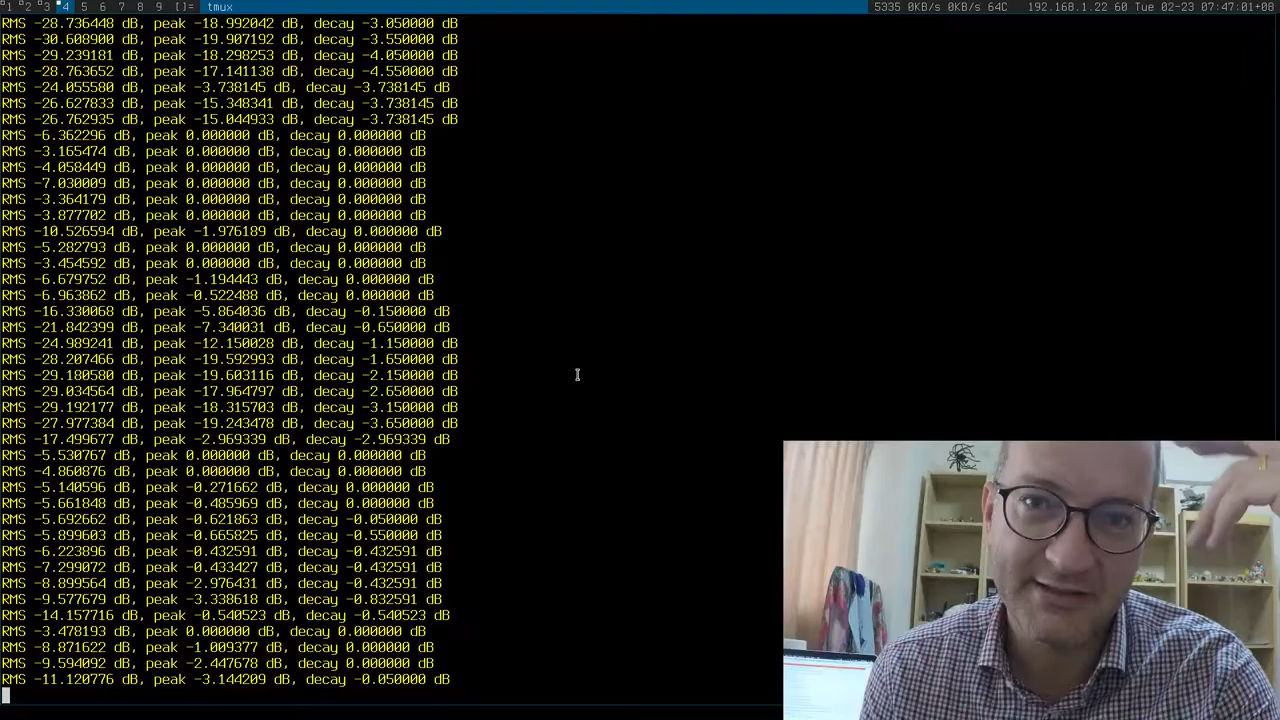 1 2 3 4 5 6 7 8 9 []= tmux 5335 0KB/s 0KB/s 64C 192.168.1.22 60 Tue 02-23 07:47:01+08
RMS -28.736448 dB, peak -18.992042 dB, decay -3.050000 dB
RMS -30.608900 dB, peak -19.907192 dB, decay -3.550000 dB
RMS -29.239181 dB, peak -18.298253 dB, decay -4.050000 dB
RMS -28.763652 dB, peak -17.141138 dB, decay -4.550000 dB
RMS -24.055580 dB, peak -3.738145 dB, decay -3.738145 dB
RMS -26.627833 dB, peak -15.348341 dB, decay -3.738145 dB
RMS -26.762935 dB, peak -15.044933 dB, decay -3.738145 dB
RMS -6.362296 dB, peak 0.000000 dB, decay 0.000000 dB
RMS -3.165474 dB, peak 0.000000 dB, decay 0.000000 dB
RMS -4.058449 dB, peak 0.000000 dB, decay 0.000000 dB
RMS -7.030009 dB, peak 0.000000 dB, decay 0.000000 dB
RMS -3.364179 dB, peak 0.000000 dB, decay 0.000000 dB
RMS -3.877702 dB, peak 0.000000 dB, decay 0.000000 dB
RMS -10.526594 dB, peak -1.976189 dB, decay 0.000000 dB
RMS -5.282793 dB, peak 0.000000 dB, decay 0.000000 dB
RMS -3.454592 dB, peak 0.000000 dB, decay 0.000000 dB
RMS -6.679752 dB, peak -1.194443 dB, decay 0.000000 dB
RMS -6.963862 dB, peak -0.522488 dB, decay 0.000000 dB
RMS -16.330068 dB, peak -5.864036 dB, decay -0.150000 dB
RMS -21.842399 dB, peak -7.340031 dB, decay -0.650000 dB
RMS -24.989241 dB, peak -12.150028 dB, decay -1.150000 dB
RMS -28.207466 dB, peak -19.592993 dB, decay -1.650000 dB
RMS -29.180580 dB, peak -19.603116 dB, decay -2.150000 dB
RMS -29.034564 dB, peak -17.964797 dB, decay -2.650000 dB
RMS -29.192177 dB, peak -18.315703 dB, decay -3.150000 dB
RMS -27.977384 dB, peak -19.243478 dB, decay -3.650000 dB
RMS -17.499677 dB, peak -2.969339 dB, decay -2.969339 dB
RMS -5.530767 dB, peak 0.000000 dB, decay 0.000000 dB
RMS -4.860876 dB, peak 0.000000 dB, decay 0.000000 dB
RMS -5.140596 dB, peak -0.271662 dB, decay 0.000000 dB
RMS -5.661848 dB, peak -0.485969 dB, decay 0.000000 dB
RMS -5.692662 dB, peak -0.621863 dB, decay -0.050000 dB
RMS -5.899603 dB, peak -0.665825 dB, decay -0.550000 dB
RMS -6.223896 dB, peak -0.432591 dB, decay -0.432591 dB
RMS -7.299072 dB, peak -0.433427 dB, decay -0.432591 dB
RMS -8.899564 dB, peak -2.976431 dB, decay -0.432591 dB
RMS -9.577679 dB, peak -3.338618 dB, decay -0.832591 dB
RMS -14.157716 dB, peak -0.540523 dB, decay -0.540523 dB
RMS -3.478193 dB, peak 0.000000 dB, decay 0.000000 dB
RMS -8.871022 dB, peak -1.009377 dB, decay 0.000000 dB
RMS -9.594092 dB, peak -2.447678 dB, decay 0.000000 dB
RMS -11.129776 dB, peak -3.144209 dB, decay -0.050000 dB